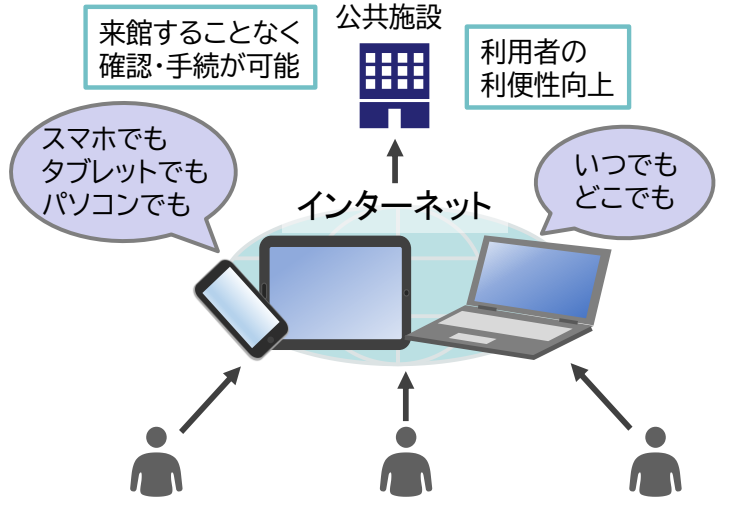 来館することなく
確認・手続が可能
公共施設
利用者の
利便性向上
スマホでも
タブレットでも
パソコンでも
いつでも
どこでも
インターネット